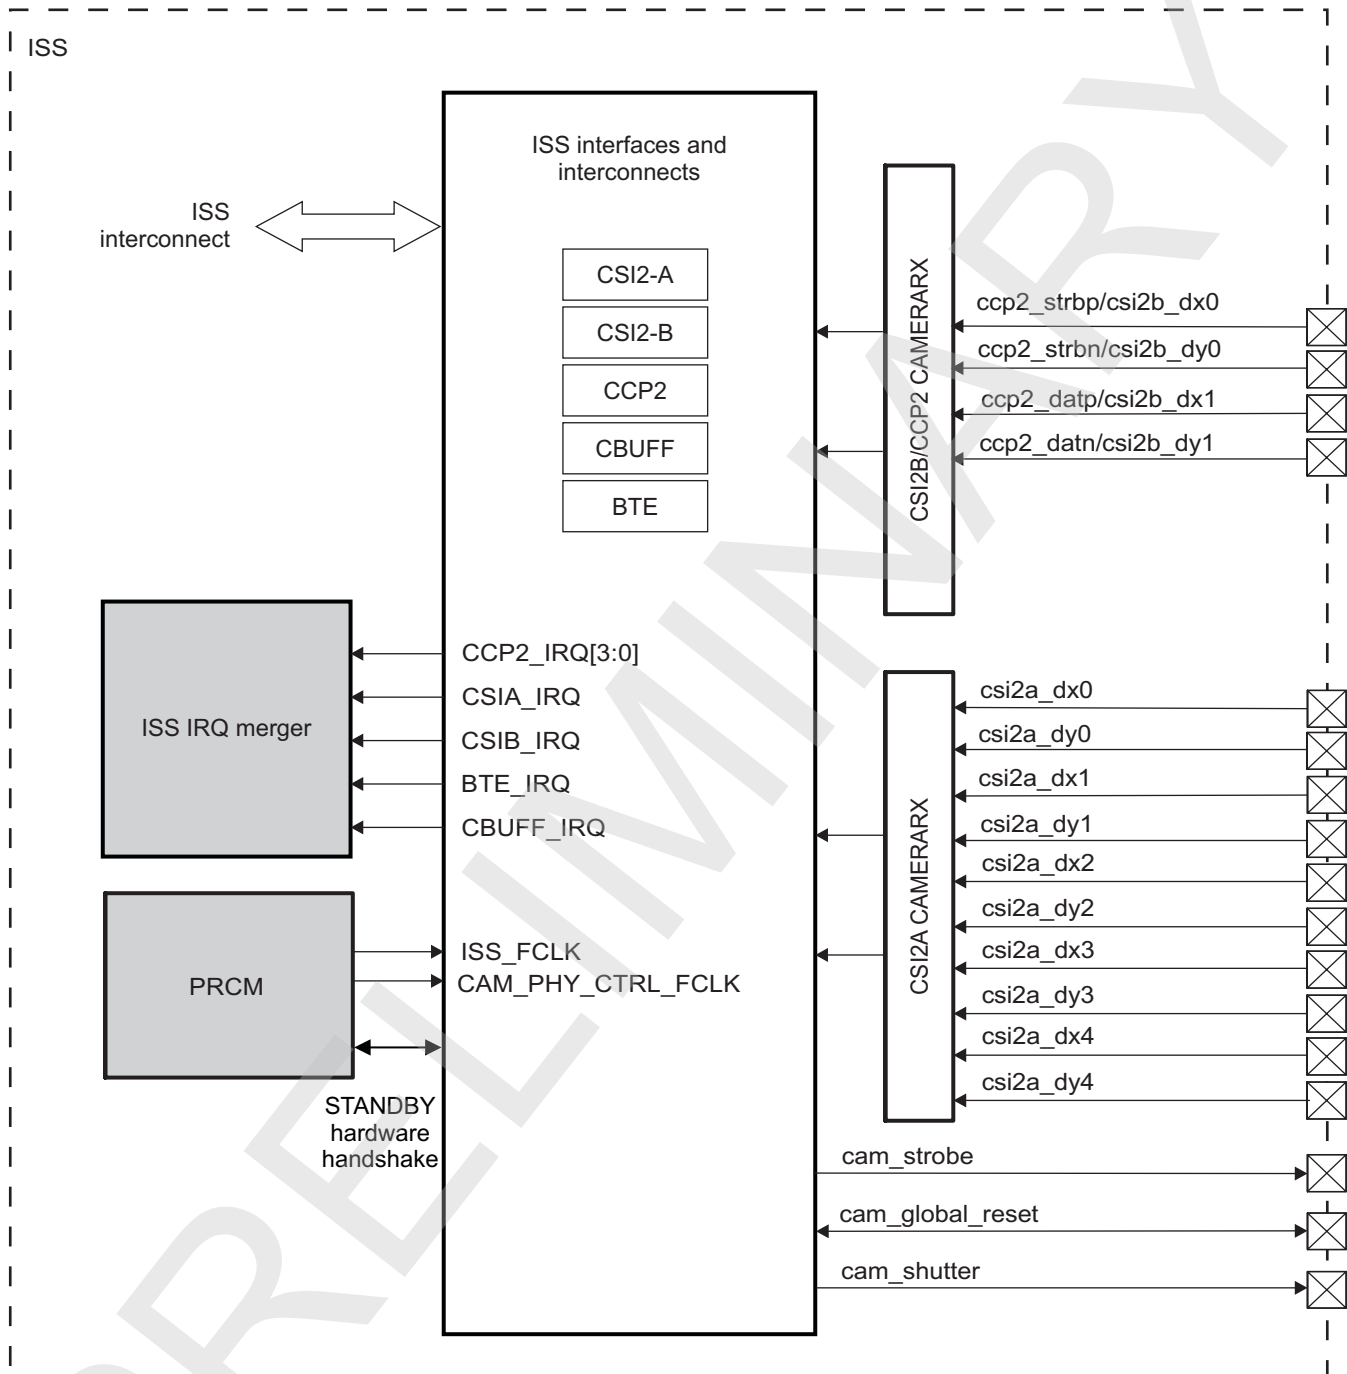 ISS
ISS interfaces and
interconnects
ISS
interconnect
CSI2-A
CSI2-B
CCP2
CBUFF
BTE
CSI2B/CCP2 CAMERARX
ccp2_strbp/csi2b_dx0
ccp2_strbn/csi2b_dy0
ccp2_datp/csi2b_dx1
ccp2_datn/csi2b_dy1
ISS IRQ merger
CCP2_IRQ[3:0]
CSIA_IRQ
CSIB_IRQ
BTE_IRQ
CBUFF_IRQ
PRCM
ISS_FCLK
CAM_PHY_CTRL_FCLK
STANDBY
hardware
handshake
CSI2A CAMERARX
csi2a_dx0
csi2a_dy0
csi2a_dx1
csi2a_dy1
csi2a_dx2
csi2a_dy2
csi2a_dx3
csi2a_dy3
csi2a_dx4
csi2a_dy4
cam_strobe
cam_global_reset
cam_shutter
PRELIMINARY